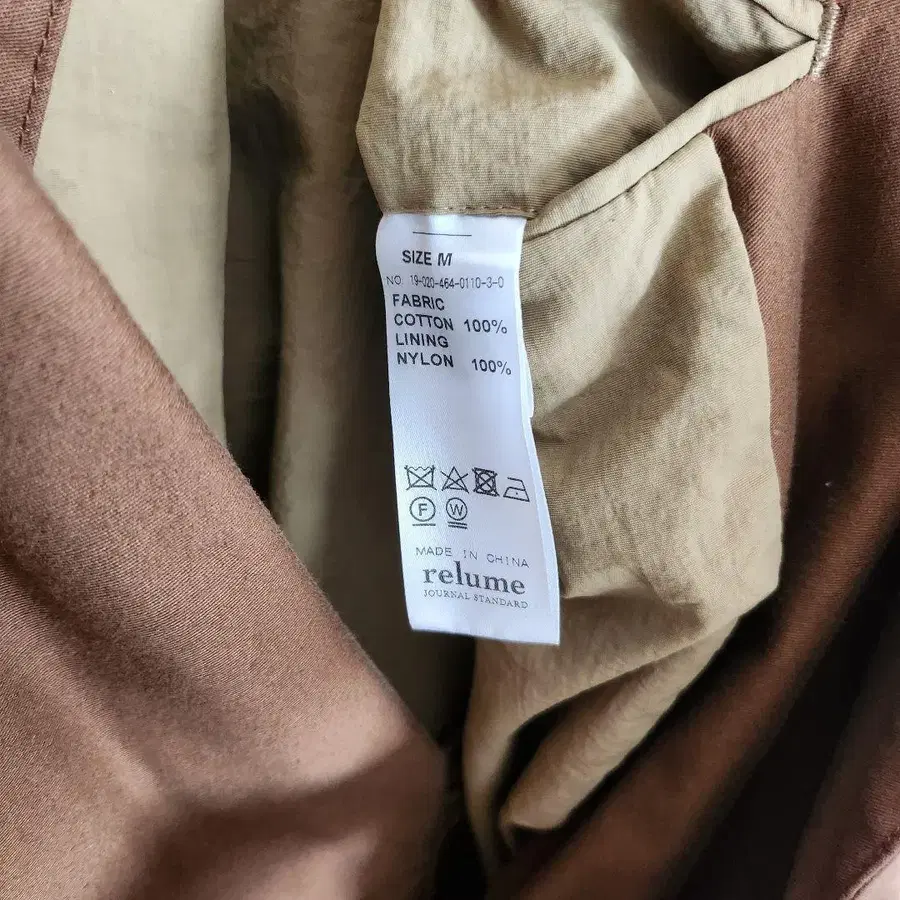 SIZE M
NO. 19-020-464-0110-3-0
FABRIC
COTTON 100%
LINING
NYLON 100%
F W
MADE IN CHINA
relume
JOURNAL STANDARD